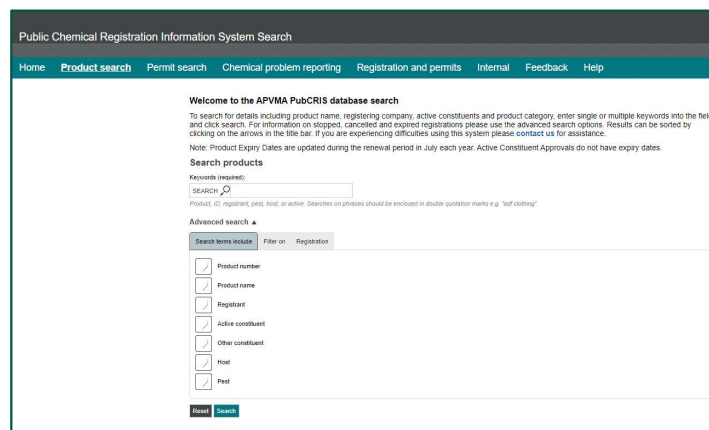 Public Chemical Registration Information System Search
Home Product search Permit search Chemical problem reporting Registration and permits Internal Feedback Help
Welcome to the APVMA PubCRIS database search
To search for details including product name, registering company, active constituents and product category, enter single or multiple keywords into the
and click search. For information on stopped, cancelled and expired registrations please use the advanced search options. Results can be sorted by
clicking on the arrows in the title bar. If you are experiencing difficulties using this system please contact us for assistance.
Note: Product Expiry Dates are updated during the renewal period in July each year. Active Constituent Approvals do not have expiry dates.
Search products
Keywords (required):
SEARCH
Product, ID, registrant, pest, host, or active. Searches on phrases should be enclosed in double quotation marks e.g. "adf clothing"
Advanced search ▲
Search terms include Filter on Registration
Product number
Product name
Registrant
Active constituent
Other constituent
Host
Pest
Reset Search